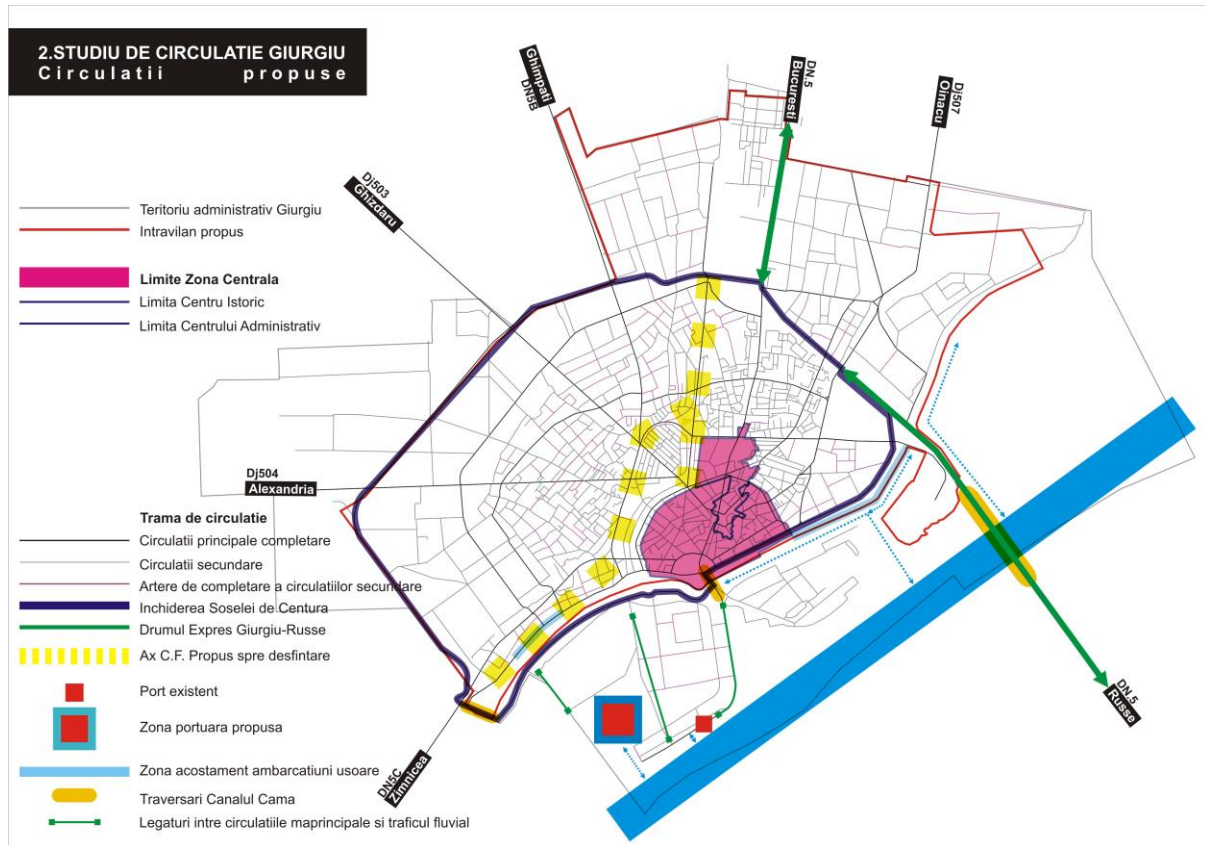 2.STUDIU DE CIRCULATIE GIURGIU
Circulatii propuse
Ghimpati
DN5B
DN.5
Bucuresti
Dj507
Oinacu
Dj503
Ghizdaru
Teritoriu administrativ Giurgiu
Intravilan propus
Limite Zona Centrala
Limita Centru Istoric
Limita Centrului Administrativ
Dj504
Alexandria
Trama de circulatie
Circulatii principales completare
Circulatii secundare
Artere de completare a circulatiilor secundare
Inchiderea Soselei de Centura
Drumul Expres Giurgiu-Russe
Ax C.F. Propus spre desfintare
Port existent
Zona portuara propusa
Zona acostament ambarcatiuni usoare
Traversari Canalul Cama
Legaturi intre circulatiile maprincipale si traficul fluvial
DN5C
Zimnicea
DN.5
Russe